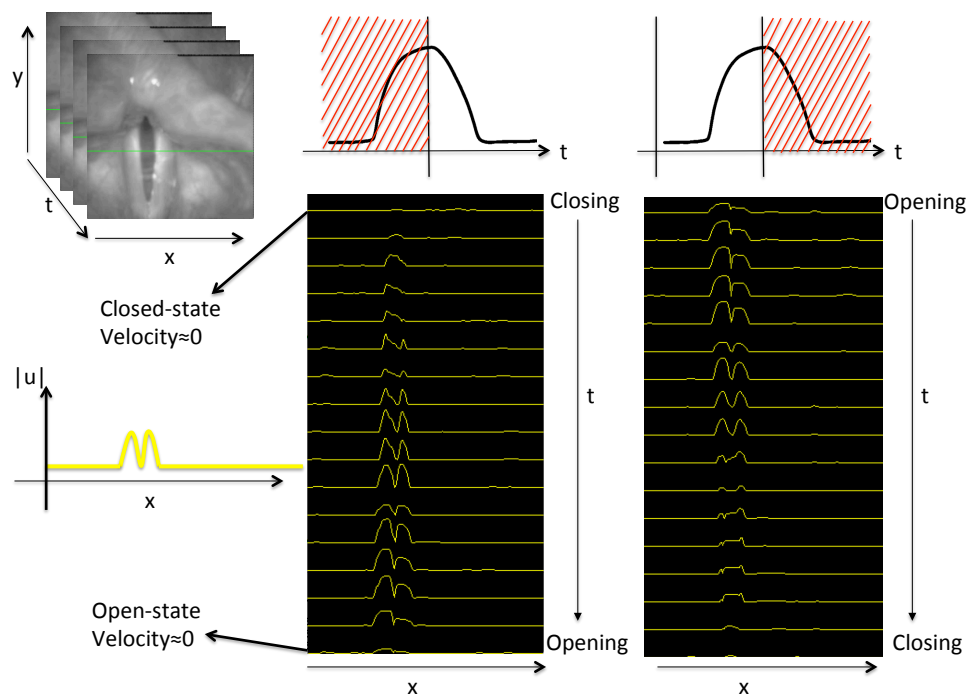 y
t
x
t
t
Closing
Opening
Closed-state
Velocity≈0
|u|
x
t
t
Open-state
Velocity≈0
Opening
Closing
x
x